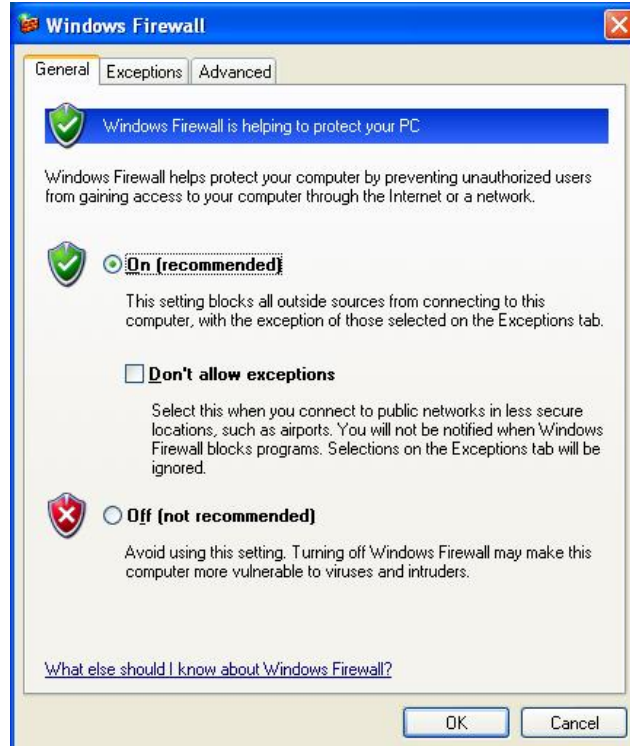 Windows Firewall
General Exceptions Advanced
Windows Firewall is helping to protect your PC
Windows Firewall helps protect your computer by preventing unauthorized users
from gaining access to your computer through the Internet or a network.
On (recommended)
This setting blocks all outside sources from connecting to this
computer, with the exception of those selected on the Exceptions tab.
Don't allow exceptions
Select this when you connect to public networks in less secure
locations, such as airports. You will not be notified when Windows
Firewall blocks programs. Selections on the Exceptions tab will be
ignored.
Off (not recommended)
Avoid using this setting. Turning off Windows Firewall may make this
computer more vulnerable to viruses and intruders.
What else should I know about Windows Firewall?
OK Cancel